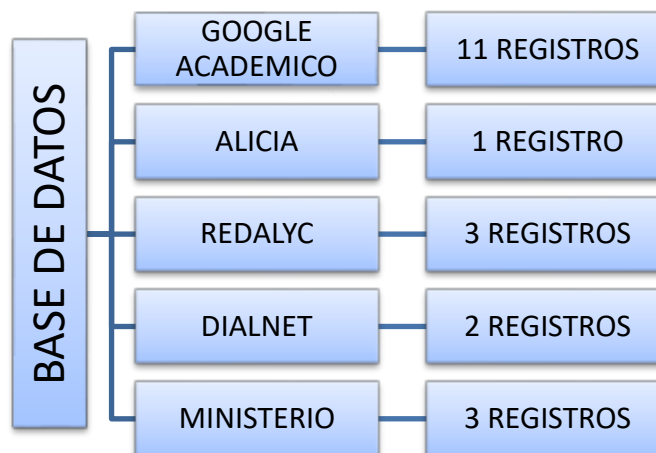 BASE DE DATOS
GOOGLE
ACADEMICO
11 REGISTROS
ALICIA
1 REGISTRO
REDALYC
3 REGISTROS
DIALNET
2 REGISTROS
MINISTERIO
3 REGISTROS